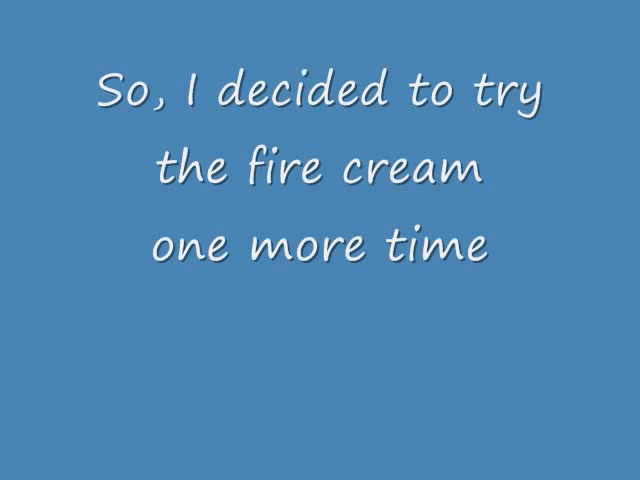 So, I decided to try
the fire cream
one more time